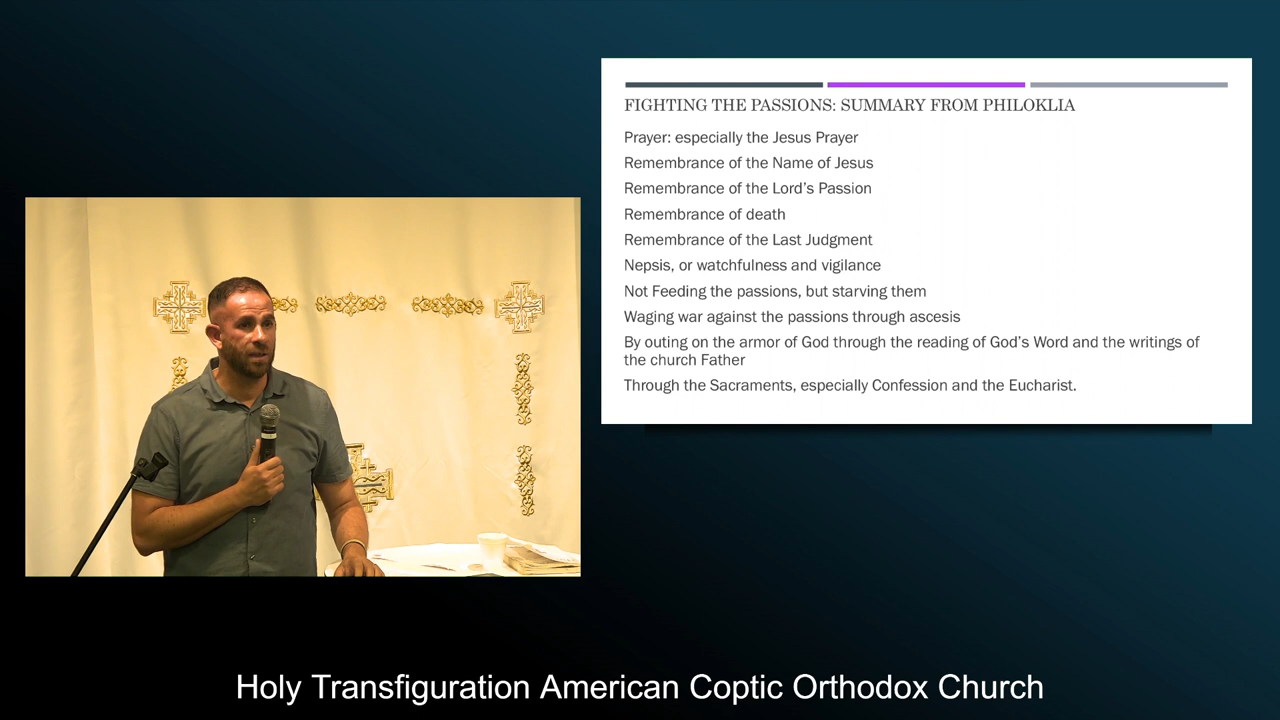 FIGHTING THE PASSIONS: SUMMARY FROM PHILOKLIA
Prayer: especially the Jesus Prayer
Remembrance of the Name of Jesus
Remembrance of the Lord's Passion
Remembrance of death
Remembrance of the Last Judgment
Nepsis, or watchfulness and vigilance
Not Feeding the passions, but starving them
Waging war against the passions through ascesis
By outing on the armor of God through the reading of God's Word and the writings of
the church Father
Through the Sacraments, especially Confession and the Eucharist.
Holy Transfiguration American Coptic Orthodox Church